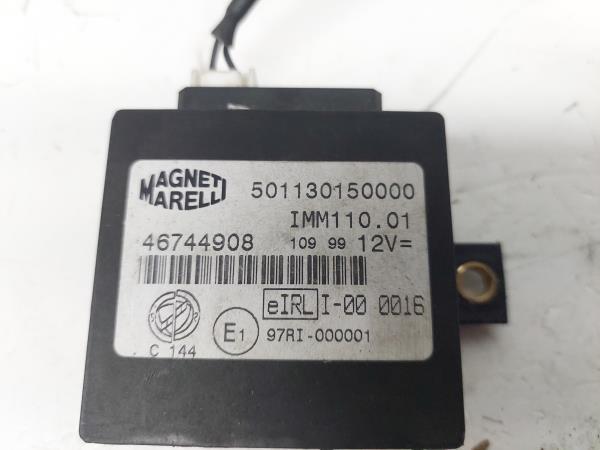 MAGNETI
MARELLI
501130150000
IMM110.01
46744908
109 99 12V=
eIRL I-00 0016
E1
97RI-000001
C 144